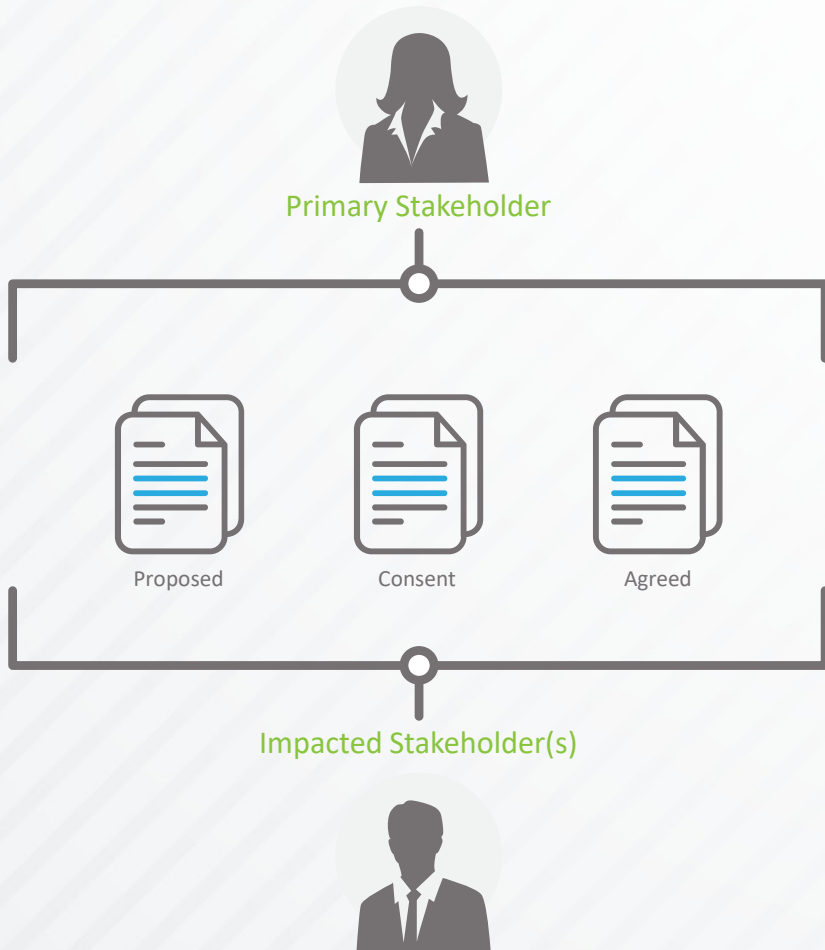 Primary Stakeholder
Proposed
Consent
Agreed
Impacted Stakeholder(s)